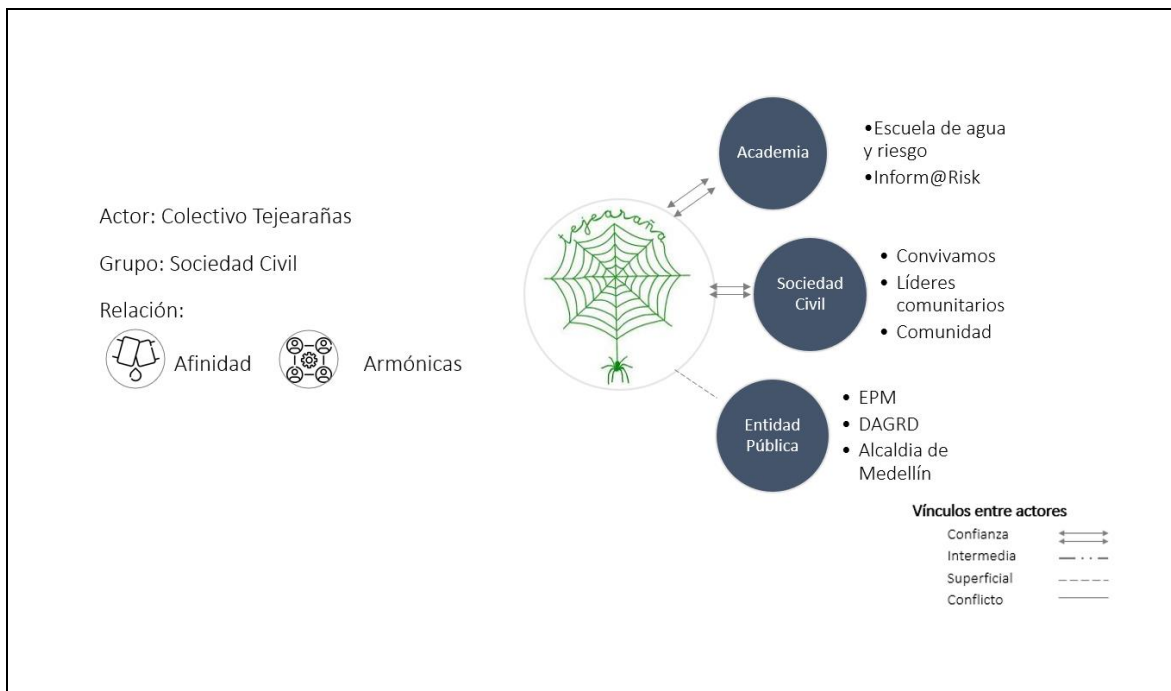 Actor: Colectivo Tejearañas
Grupo: Sociedad Civil
Relación:
Afinidad
Armónicas
tejearaña
Academia
•Escuela de agua
y riesgo
•Inform@Risk
Sociedad
Civil
• Convivamos
• Líderes
comunitarios
• Comunidad
Entidad
Pública
• EPM
• DAGRD
• Alcaldia de
Medellín
Vínculos entre actores
Confianza
Intermedia
Superficial
Conflicto